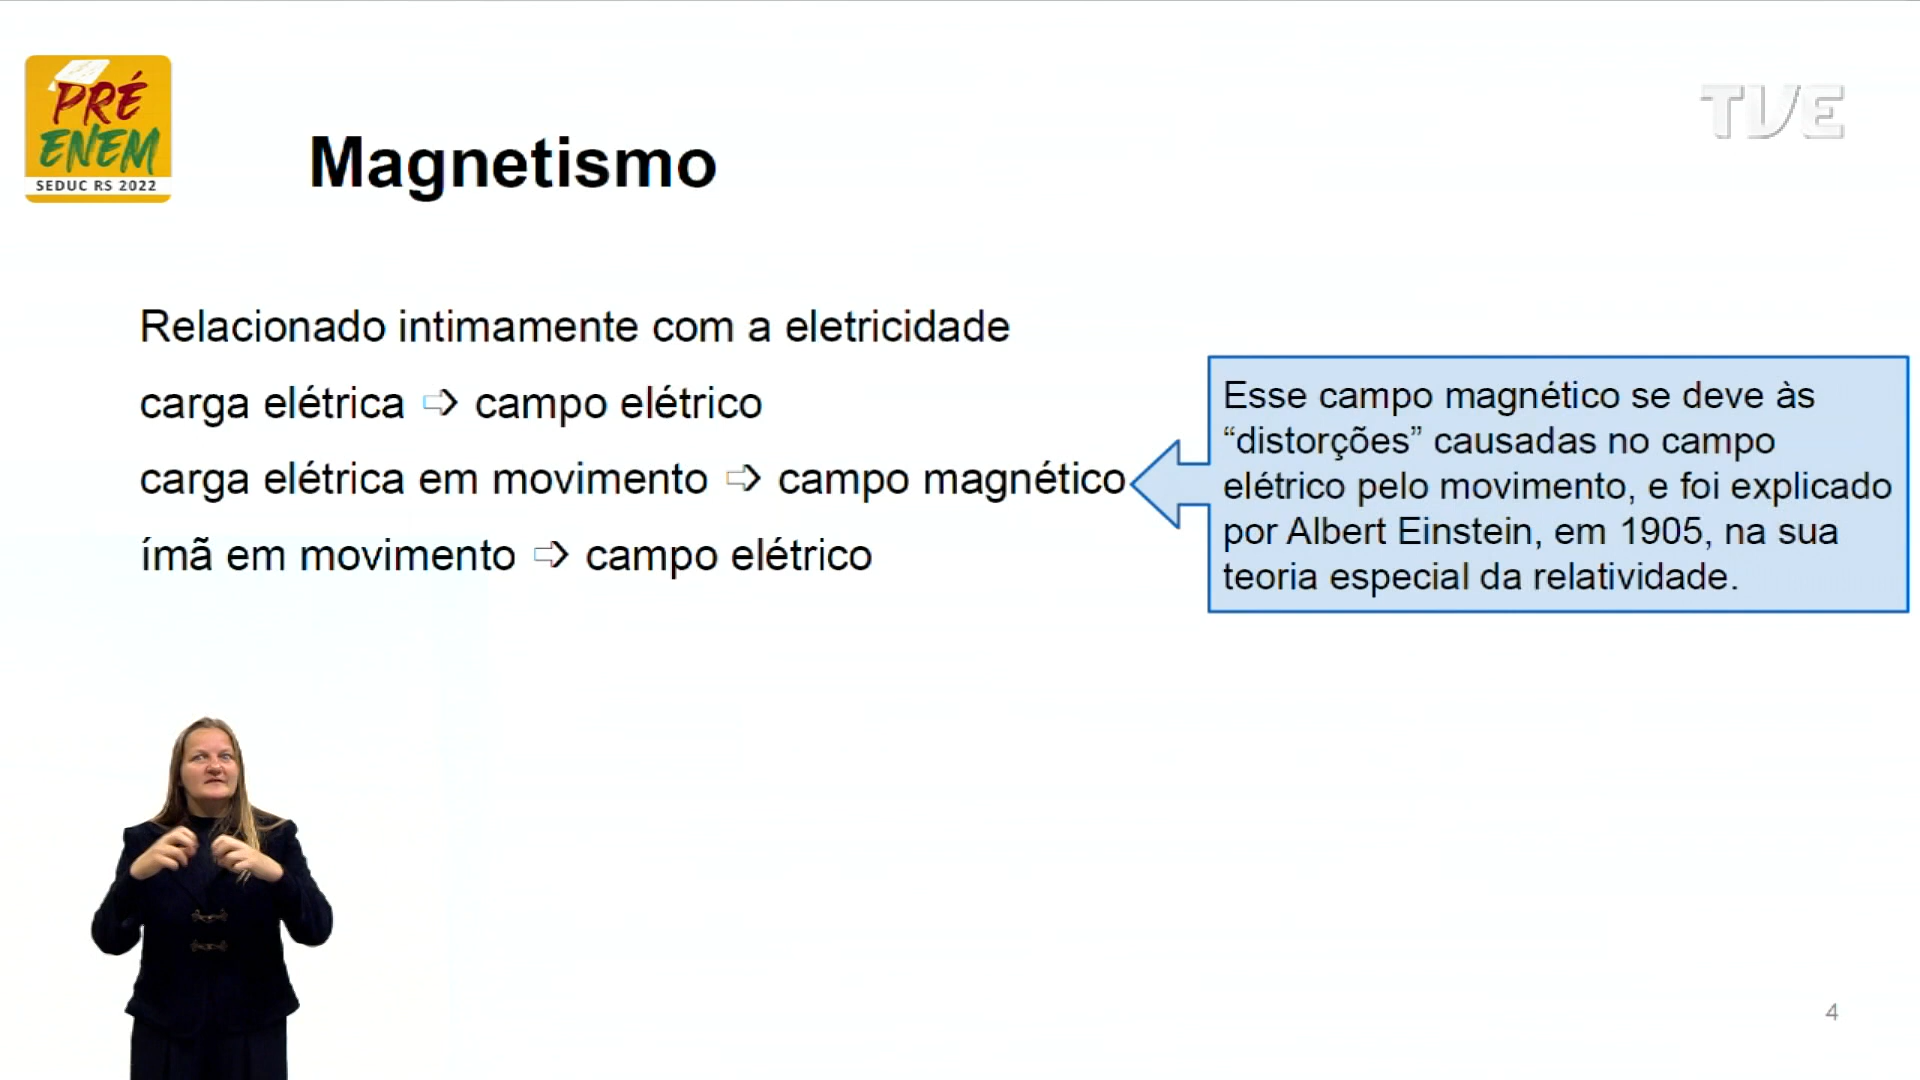 PRÉ
ENEM
SEDUC RS 2022
TVE
Magnetismo
Relacionado intimamente com a eletricidade
carga elétrica ➩ campo elétrico
carga elétrica em movimento ➩ campo magnético
ímã em movimento ➩ campo elétrico
Esse campo magnético se deve às
“distorções” causadas no campo
elétrico pelo movimento, e foi explicado
por Albert Einstein, em 1905, na sua
teoria especial da relatividade.
4